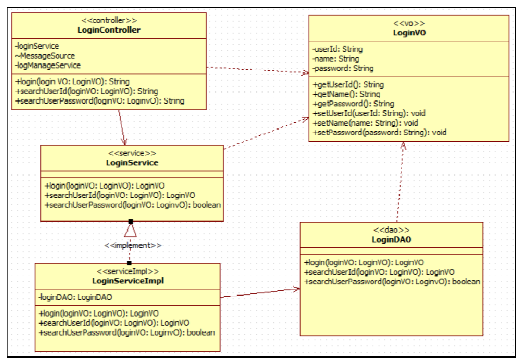 <<controller>>
LoginController
-loginService
~MessageSource
-logManageService
+login(login VO: LoginVO): String
+searchUserId(loginVO: LoginVO): String
+searchUserPassword(loginVO: LoginvO): String
<<vo>>
LoginVO
-userId: String
-name: String
-password: String
+getUserId(): String
+getName(): String
+getPassword(): String
+setUserId(userId: String): void
+setName(name: String): void
+setPassword(password: String): void
<<service>>
LoginService
+login(loginVO: LoginVO): LoginVO
+searchUserId(loginVO: LoginVO): LoginVO
+searchUserPassword(loginVO: LoginvO): boolean
<<implement>>
<<serviceImpl>>
LoginServiceImpl
-loginDAO: LoginDAO
+login(loginVO: LoginVO): LoginVO
+searchUserId(loginVO: LoginVO): LoginVO
+searchUserPassword(loginVO: LoginvO): boolean
<<dao>>
LoginDAO
+login(loginVO: LoginVO): LoginVO
+searchUserId(loginVO: LoginVO): LoginVO
+searchUserPassword(loginVO: LoginvO): boolean